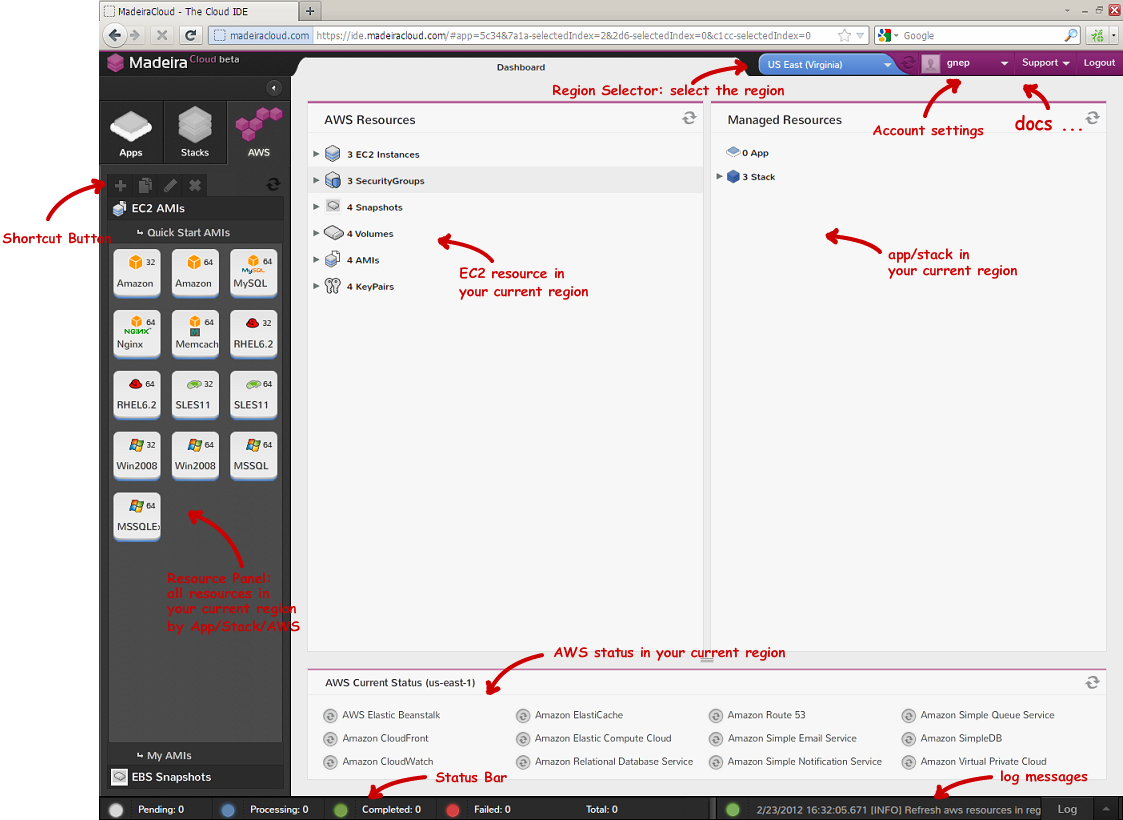 MadeiraCloud - The Cloud IDE
madeiracloud.com
https://ide.madeiracloud.com/#app=5c34&7a1a-selectedIndex=2&2d6-selectedIndex=0&c1cc-selectedIndex=0
Google
Madeira Cloud beta
Dashboard
US East (Virginia)
gnep
Support
Logout
Region Selector: select the region
Account settings
docs ...
Apps
Stacks
AWS
AWS Resources
3 EC2 Instances
3 SecurityGroups
4 Snapshots
4 Volumes
4 AMIs
4 KeyPairs
EC2 resource in
your current region
Managed Resources
0 App
3 Stack
app/stack in
your current region
Shortcut Button
EC2 AMIs
Quick Start AMIs
32
Amazon
64
Amazon
64
MySQL
MySQL
64
NGINX
Nginx
64
Memcach
32
RHEL6.2
64
RHEL6.2
32
SLES11
64
SLES11
32
Win2008
64
Win2008
64
MSSQL
64
MSSQLEx
Resource Panel:
all resources in
your current region
by App/Stack/AWS
My AMIs
EBS Snapshots
AWS status in your current region
AWS Current Status (us-east-1)
AWS Elastic Beanstalk
Amazon ElastiCache
Amazon Route 53
Amazon Simple Queue Service
Amazon CloudFront
Amazon Elastic Compute Cloud
Amazon Simple Email Service
Amazon SimpleDB
Amazon CloudWatch
Amazon Relational Database Service
Amazon Simple Notification Service
Amazon Virtual Private Cloud
Status Bar
log messages
Pending: 0
Processing: 0
Completed: 0
Failed: 0
Total: 0
2/23/2012 16:32:05.671 [INFO] Refresh aws resources in reg
Log